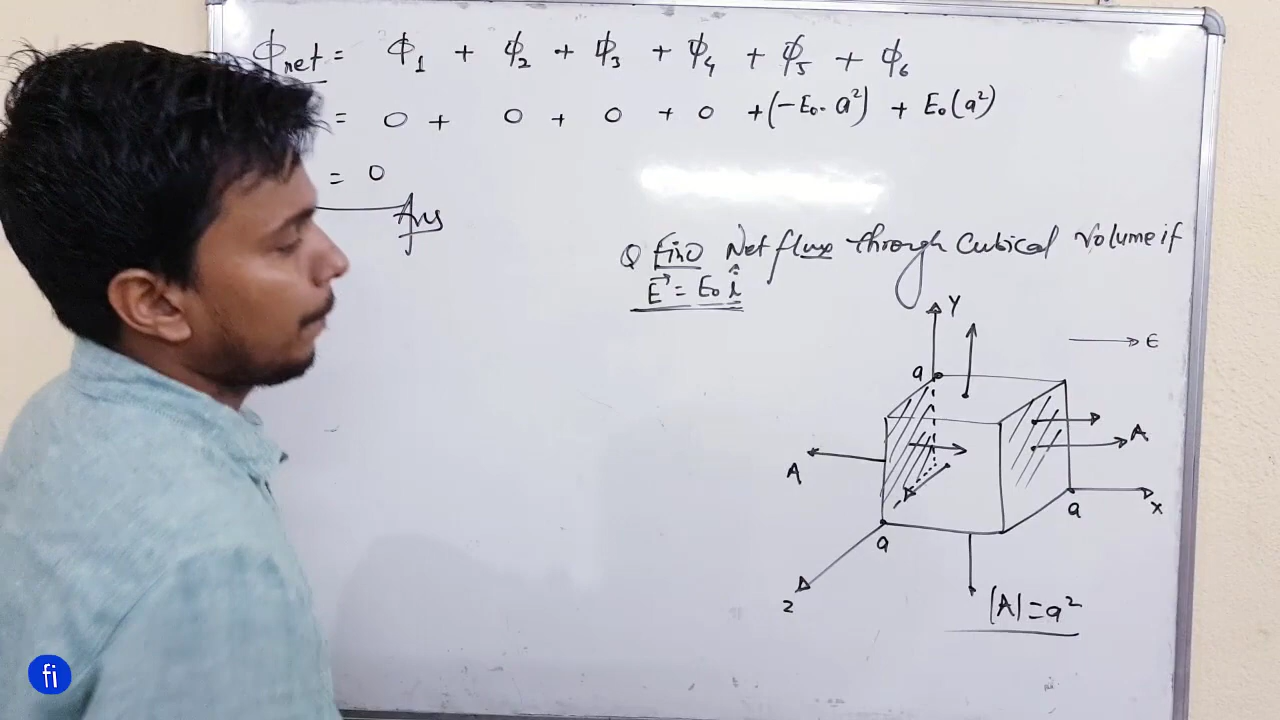 Φnet = Φ1 + Φ2 + Φ3 + Φ4 + Φ5 + Φ6
= 0 + 0 + 0 + 0 + (-E₀·a²) + E₀(a²)
= 0
Ans
Q Find Net flux through Cubical Volume if
E⃗ = E₀ î
Y
E
a
A
A
a
x
a
z
|A| = a²
fi